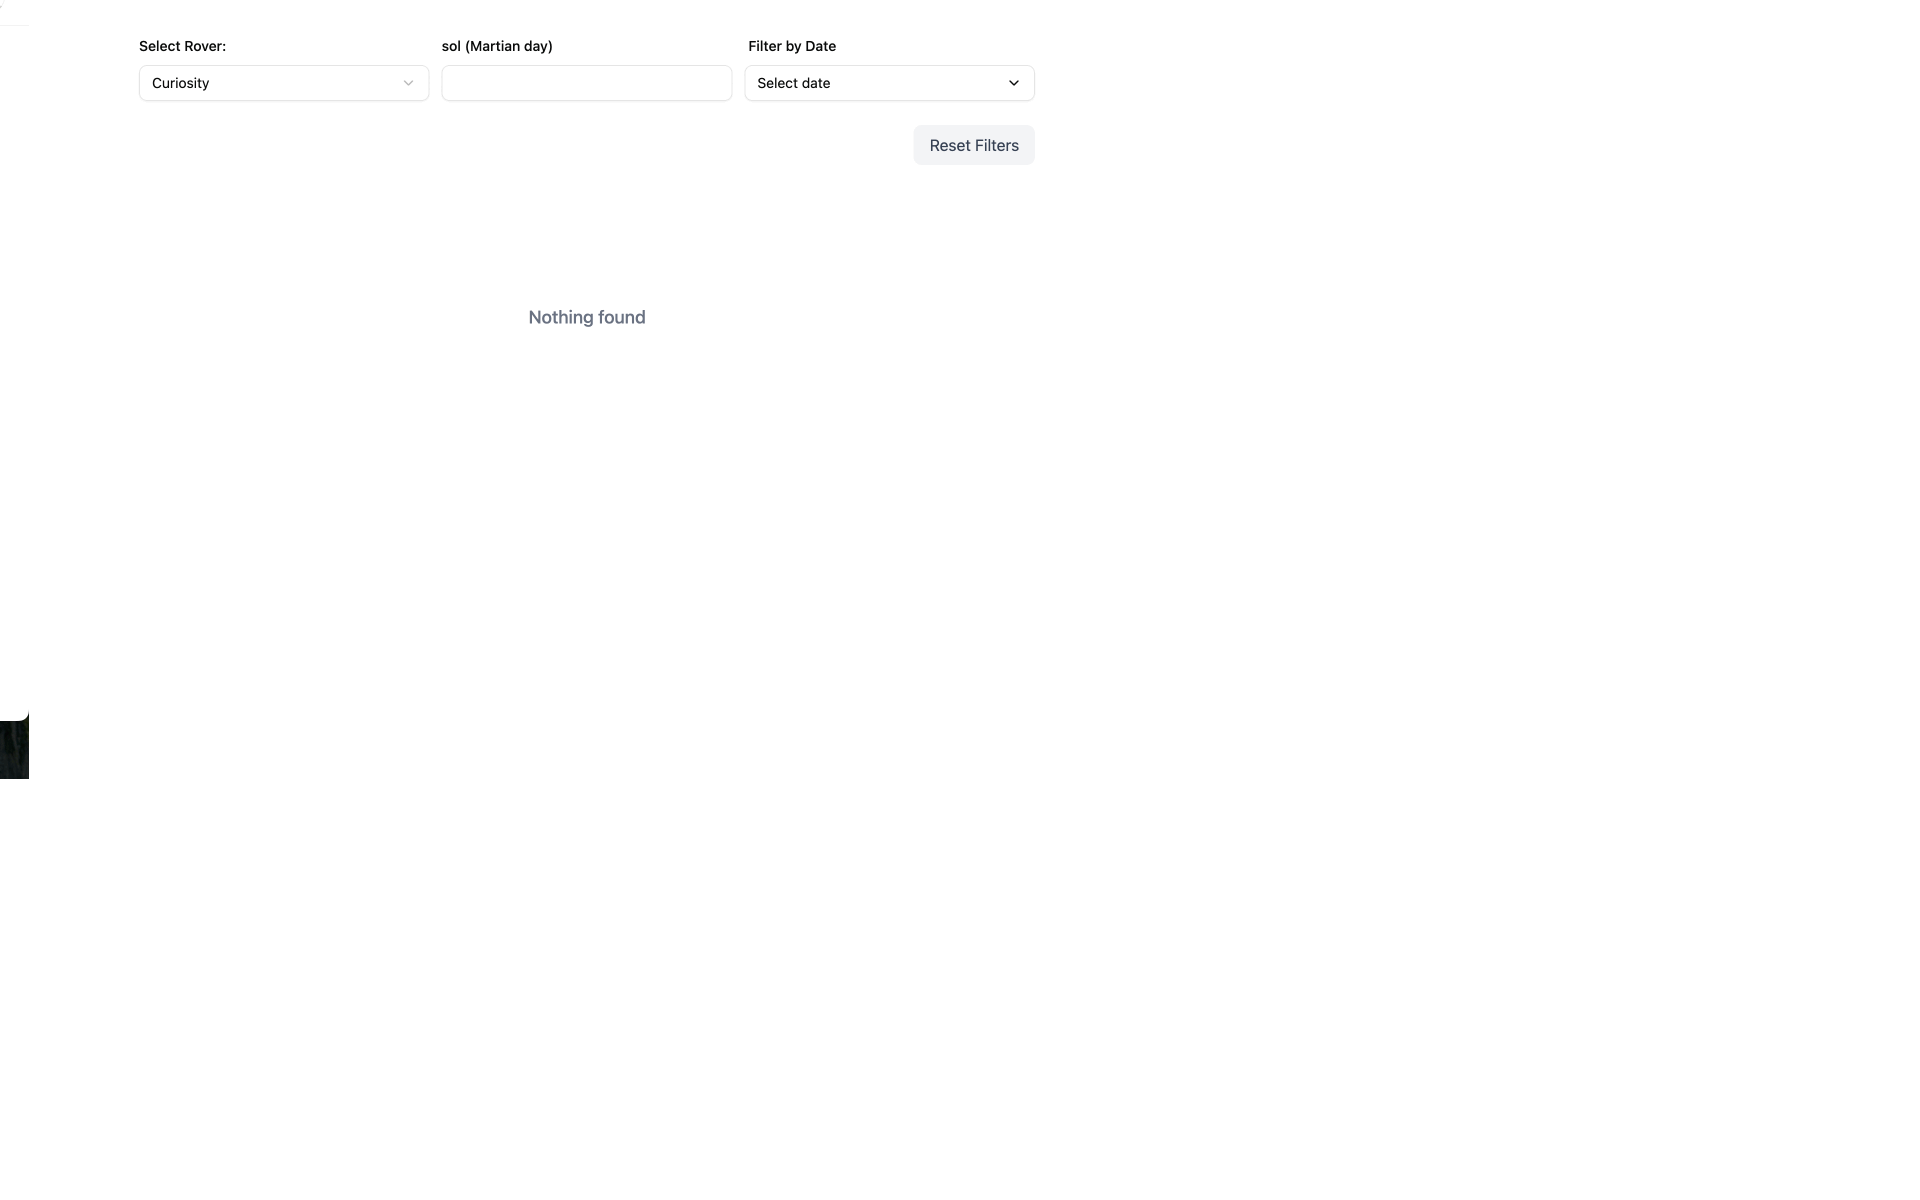 Select Rover:
sol (Martian day)
Filter by Date
Curiosity
Select date
Reset Filters
Nothing found